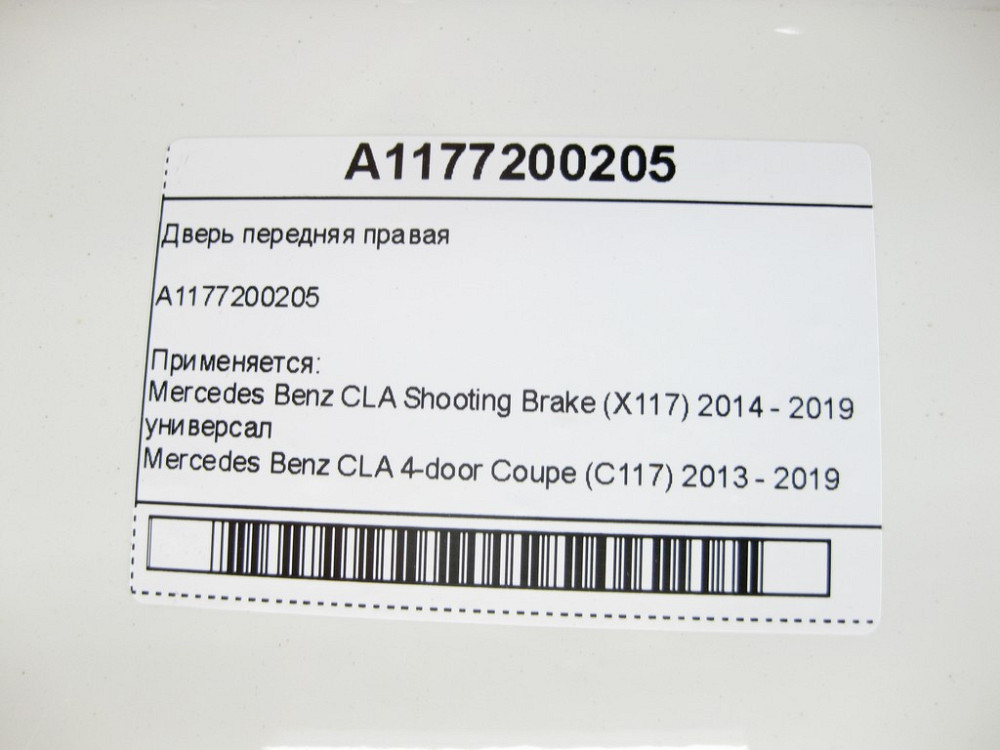 A1177200205
Дверь передняя правая
A1177200205
Применяется:
Mercedes Benz CLA Shooting Brake (X117) 2014 - 2019
универсал
Mercedes Benz CLA 4-door Coupe (C117) 2013 - 2019